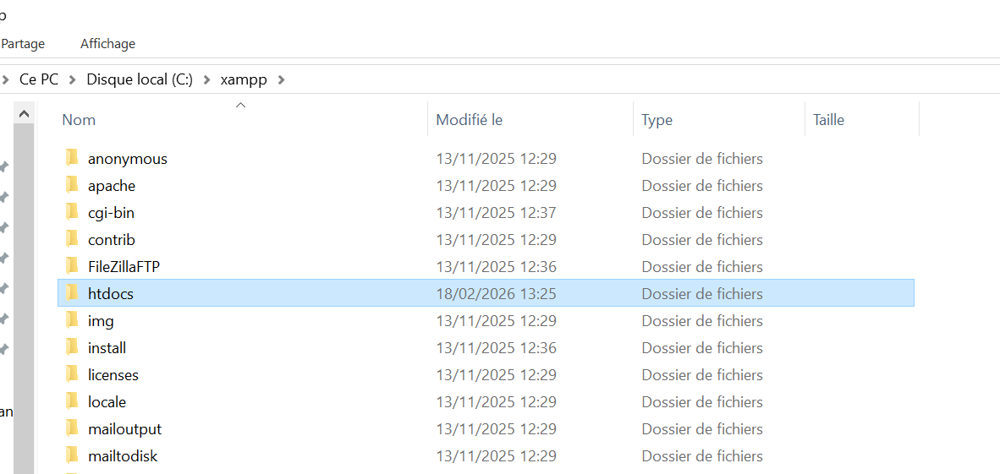 p
Partage Affichage
Ce PC Disque local (C:) xampp
Nom Modifié le Type Taille
anonymous 13/11/2025 12:29 Dossier de fichiers
apache 13/11/2025 12:29 Dossier de fichiers
cgi-bin 13/11/2025 12:37 Dossier de fichiers
contrib 13/11/2025 12:29 Dossier de fichiers
FileZillaFTP 13/11/2025 12:36 Dossier de fichiers
htdocs 18/02/2026 13:25 Dossier de fichiers
img 13/11/2025 12:29 Dossier de fichiers
install 13/11/2025 12:36 Dossier de fichiers
licenses 13/11/2025 12:29 Dossier de fichiers
locale 13/11/2025 12:29 Dossier de fichiers
an
mailoutput 13/11/2025 12:29 Dossier de fichiers
mailtodisk 13/11/2025 12:29 Dossier de fichiers